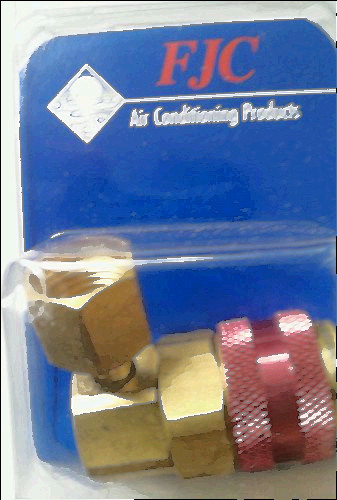 FJC
Air Conditioning Products